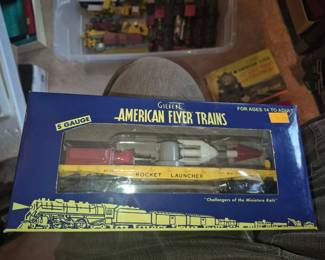 GILBERT
AMERICAN FLYER TRAINS
FOR AGES 14 TO ADULT
S GAUGE
ROCKET LAUNCHER
"Challengers of the Miniature Rails"